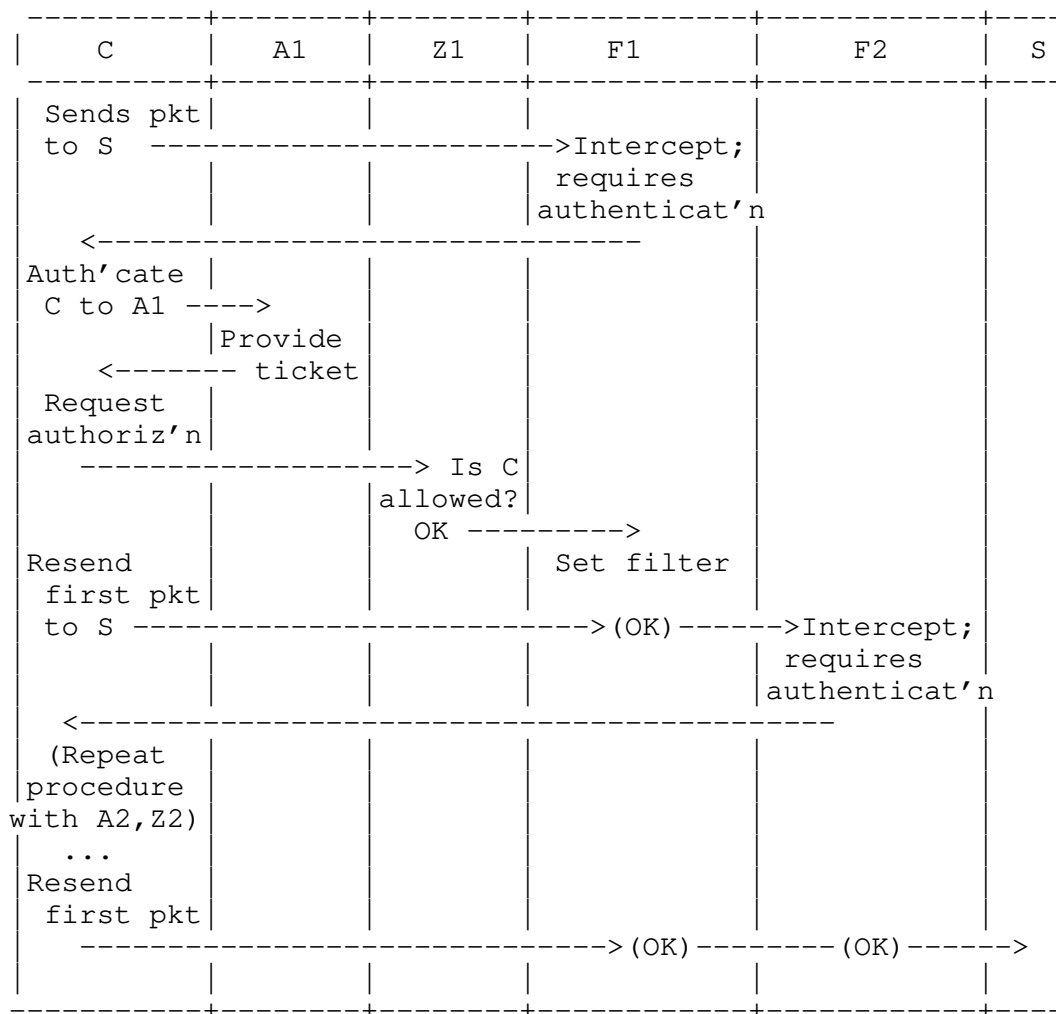 C A1 Z1 F1 F2 S
Sends pkt
to S Intercept;
requires
authenticat'n
Auth'cate
C to A1
Provide
ticket
Request
authoriz'n
Is C
allowed?
OK
Resend Set filter
first pkt
to S (OK) Intercept;
requires
authenticat'n
(Repeat
procedure
with A2,Z2)
...
Resend
first pkt
(OK) (OK)